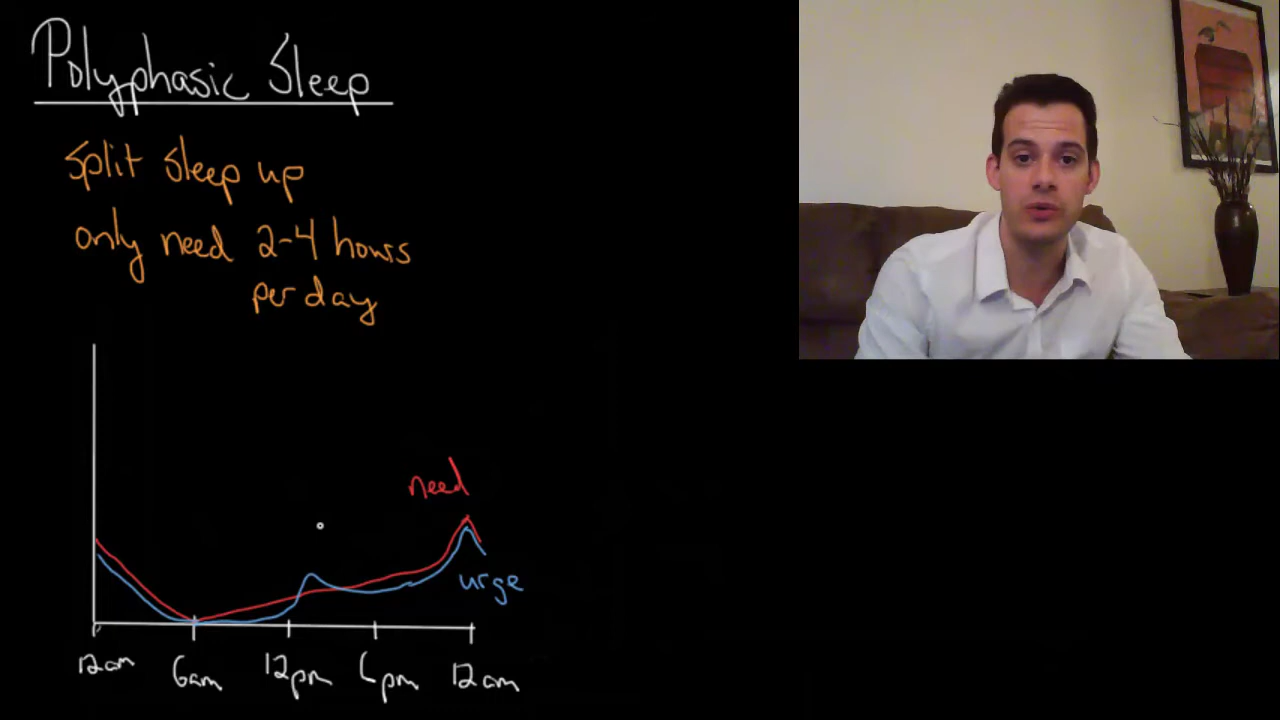 Polyphasic Sleep
Split Sleep up
only need 2-4 hours
per day
need
urge
12am 6am 12pm 6pm 12am